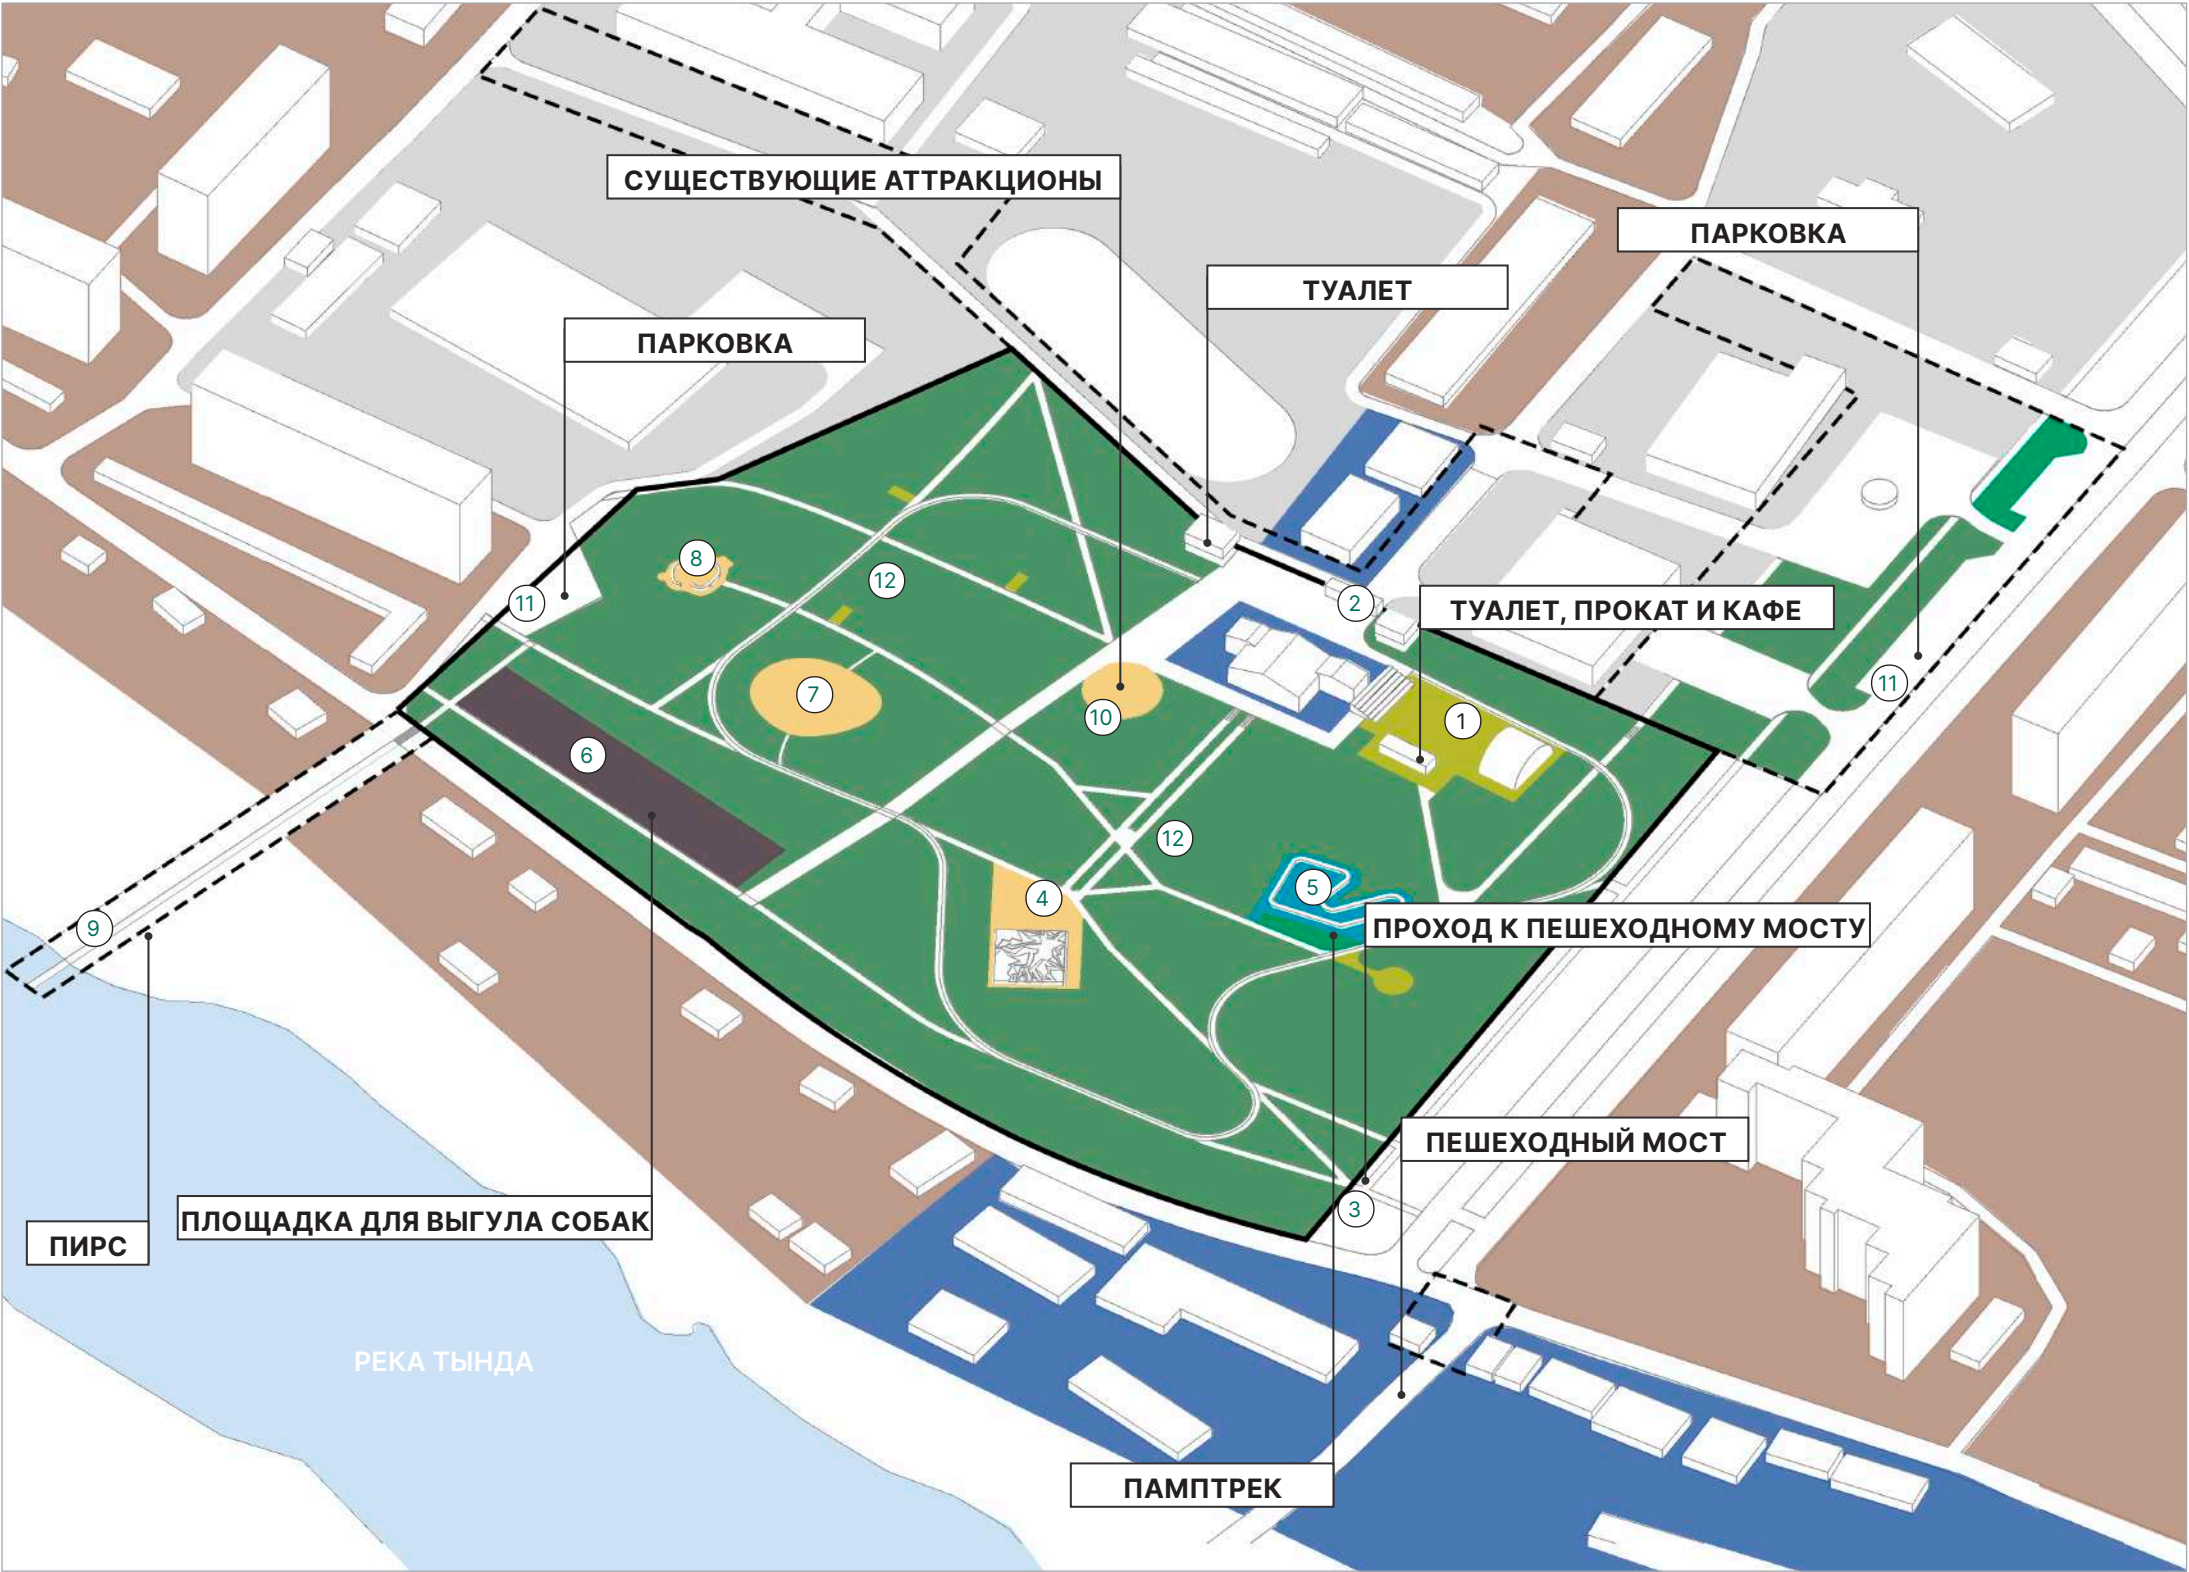 СУЩЕСТВУЮЩИЕ АТТРАКЦИОНЫ
ПАРКОВКА
ТУАЛЕТ
ПАРКОВКА
8
12
11
2
ТУАЛЕТ, ПРОКАТ И КАФЕ
7
11
10
1
6
12
5
4
ПРОХОД К ПЕШЕХОДНОМУ МОСТУ
9
ПЕШЕХОДНЫЙ МОСТ
3
ПЛОЩАДКА ДЛЯ ВЫГУЛА СОБАК
ПИРС
РЕКА ТЫНДА
ПАМПТРЕК